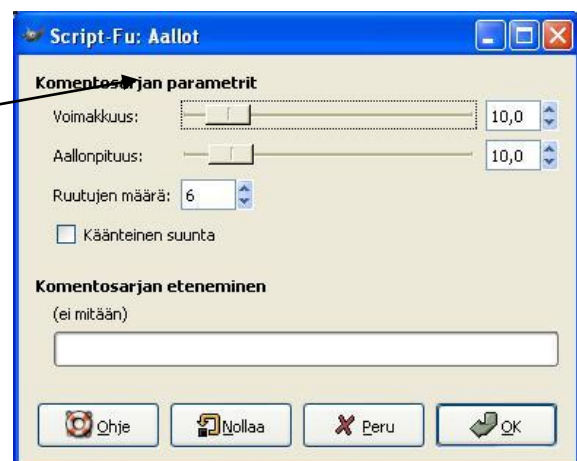 Script-Fu: Aallot
Komentosarjan parametrit
Voimakkuus: 10,0
Aallonpituus: 10,0
Ruutujen määrä: 6
Käänteinen suunta
Komentosarjan eteneminen
(ei mitään)
Ohje Nollaa Peru OK